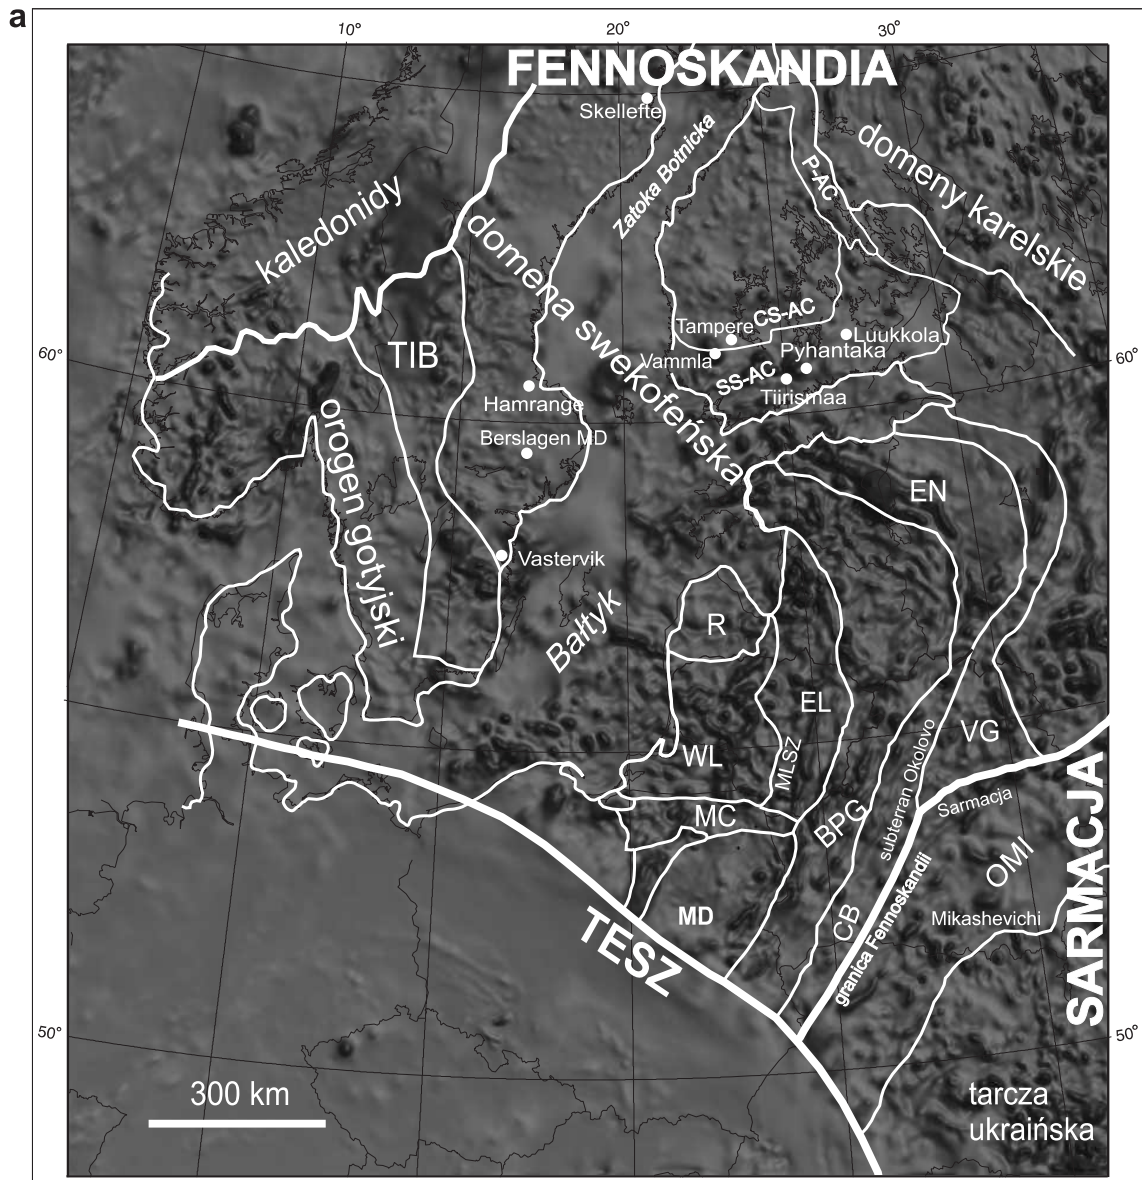 a
10°
20°
30°
FENNOSKANDIA
Skellefte
Zatoka Botnicka
P-AC
domeny karelskie
kaledonidy
domena swekofeńska
TIB
60°
60°
Tampere
CS-AC
Luukkola
Vammla
Pyhantaka
SS-AC
Tiirismaa
Hamrange
Berslagen MD
orogen gotyjski
EN
Vastervik
Bałtyk
R
EL
VG
WL
MLSZ
subterran Okolovo
MC
BPG
Sarmacja
SARMACJA
OMI
MD
CB
Mikashevichi
granica Fennoskandii
TESZ
50°
50°
300 km
tarcza
ukraińska